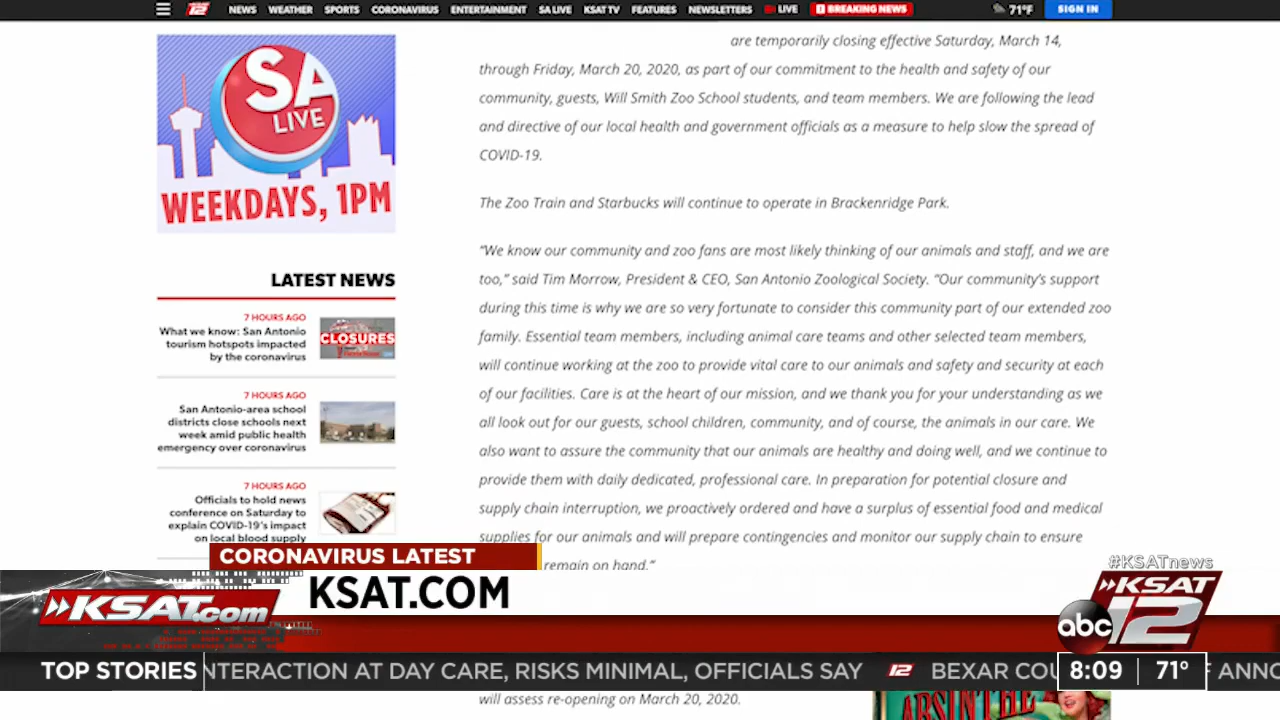 NEWS WEATHER SPORTS CORONAVIRUS ENTERTAINMENT SA LIVE KSAT TV FEATURES NEWSLETTERS LIVE BREAKING NEWS 71°F SIGN IN
12
SA
LIVE
WEEKDAYS, 1PM
LATEST NEWS
7 HOURS AGO
What we know: San Antonio
tourism hotspots impacted
by the coronavirus
CLOSURES
7 HOURS AGO
San Antonio-area school
districts close schools next
week amid public health
emergency over coronavirus
7 HOURS AGO
Officials to hold news
conference on Saturday to
explain COVID-19's impact
on local blood supply
are temporarily closing effective Saturday, March 14,
through Friday, March 20, 2020, as part of our commitment to the health and safety of our
community, guests, Will Smith Zoo School students, and team members. We are following the lead
and directive of our local health and government officials as a measure to help slow the spread of
COVID-19.
The Zoo Train and Starbucks will continue to operate in Brackenridge Park.
“We know our community and zoo fans are most likely thinking of our animals and staff, and we are
too,” said Tim Morrow, President & CEO, San Antonio Zoological Society. “Our community’s support
during this time is why we are so very fortunate to consider this community part of our extended zoo
family. Essential team members, including animal care teams and other selected team members,
will continue working at the zoo to provide vital care to our animals and safety and security at each
of our facilities. Care is at the heart of our mission, and we thank you for your understanding as we
all look out for our guests, school children, community, and of course, the animals in our care. We
also want to assure the community that our animals are healthy and doing well, and we continue to
provide them with daily dedicated, professional care. In preparation for potential closure and
supply chain interruption, we proactively ordered and have a surplus of essential food and medical
supplies for our animals and will prepare contingencies and monitor our supply chain to ensure
remain on hand.”
CORONAVIRUS LATEST
KSAT.COM
KSAT.com
#KSATnews
KSAT
abc 12
TOP STORIES NTERACTION AT DAY CARE, RISKS MINIMAL, OFFICIALS SAY 12 BEXAR COU 8:09 71° F ANNO
will assess re-opening on March 20, 2020.
ABSINTHE